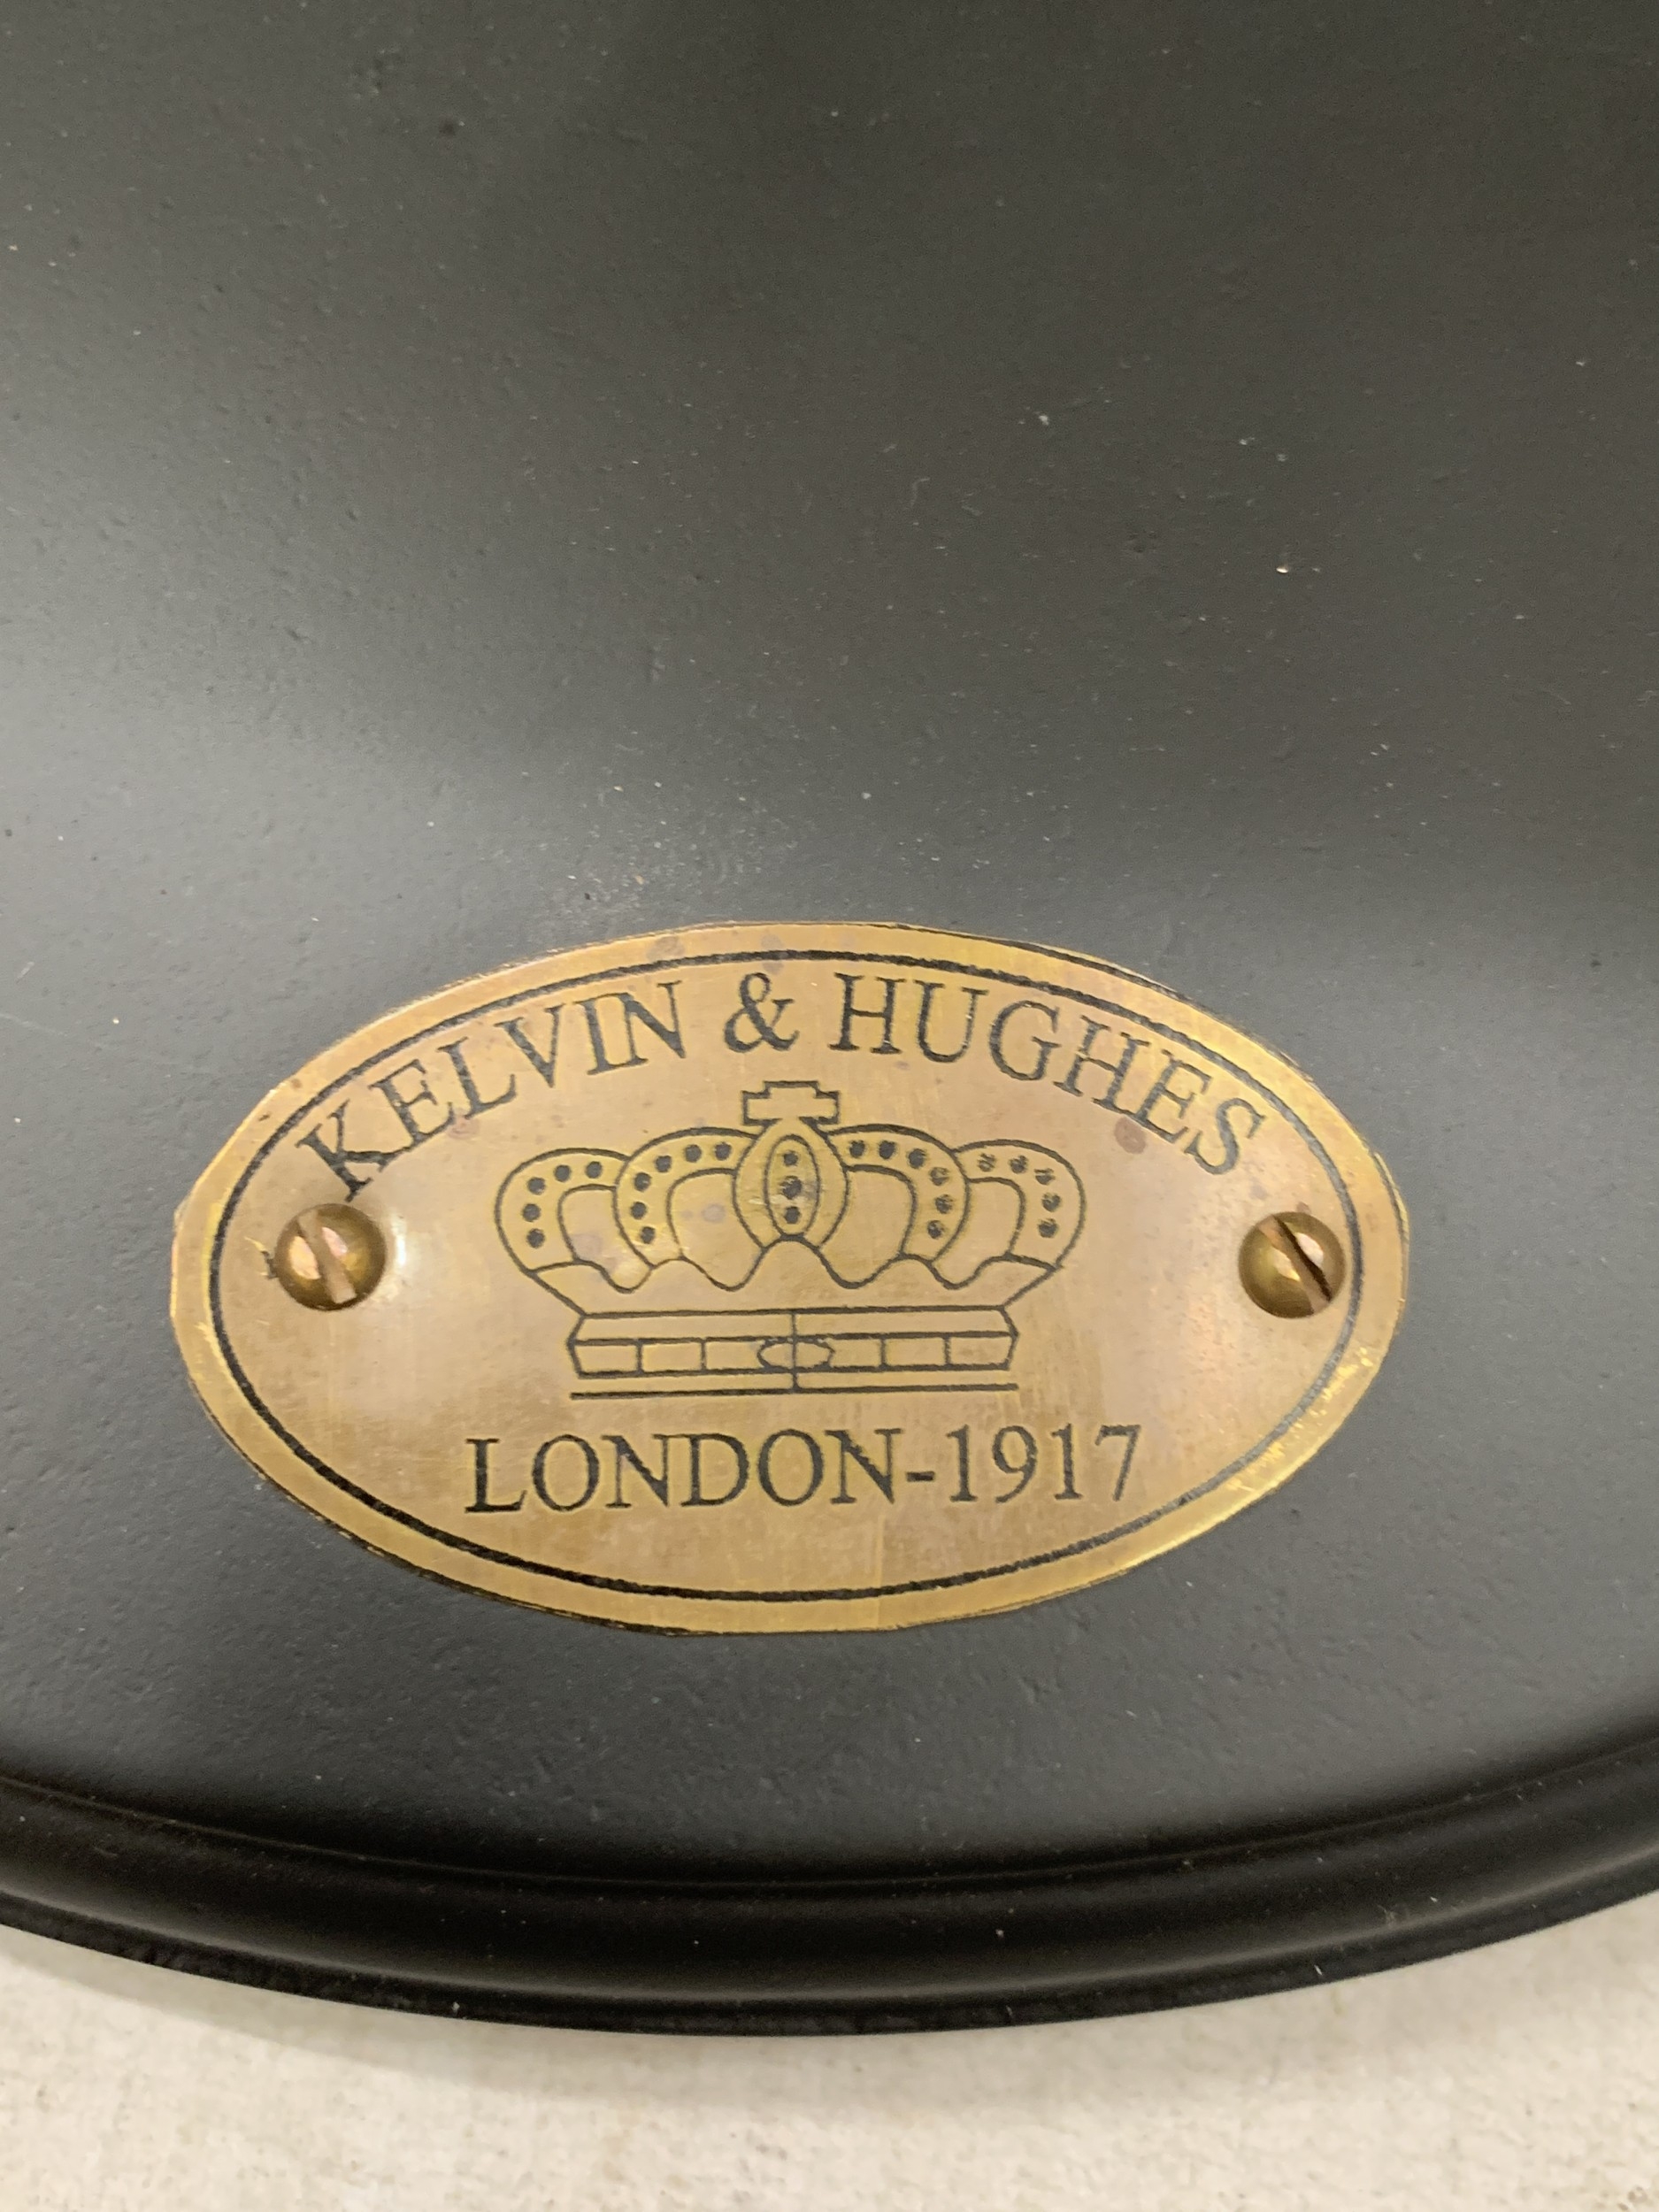 KELVIN & HUGHES
LONDON-1917